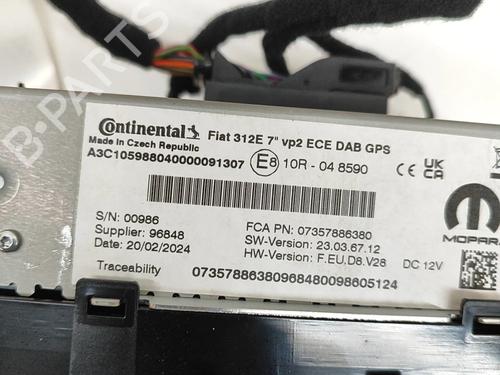 Continental Fiat 312E 7" vp2 ECE DAB GPS
Made in Czech Republic
A3C105988040000091307 E8 10R - 04 8590
CE UK CA
S/N: 00986
Supplier: 96848
Date: 20/02/2024
FCA PN: 07357886380
SW-Version: 23.03.67.12
HW-Version: F.EU.D8.V28
DC 12V
MOPAR
Traceability 07357886380968480098605124
B-PARTS